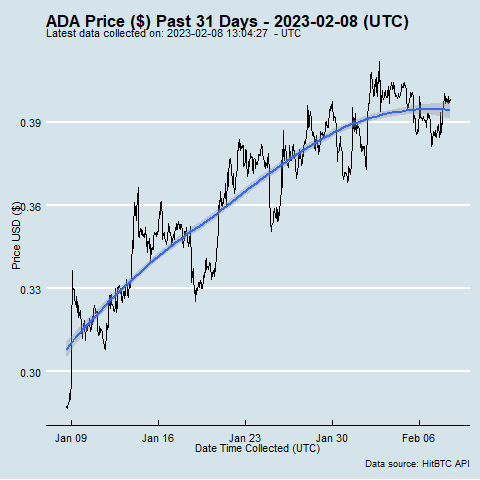 ADA Price ($) Past 31 Days - 2023-02-08 (UTC)
Latest data collected on: 2023-02-08 13:04:27 - UTC
Price USD ($)
0.39
0.36
0.33
0.30
Jan 09 Jan 16 Jan 23 Jan 30 Feb 06
Date Time Collected (UTC)
Data source: HitBTC API